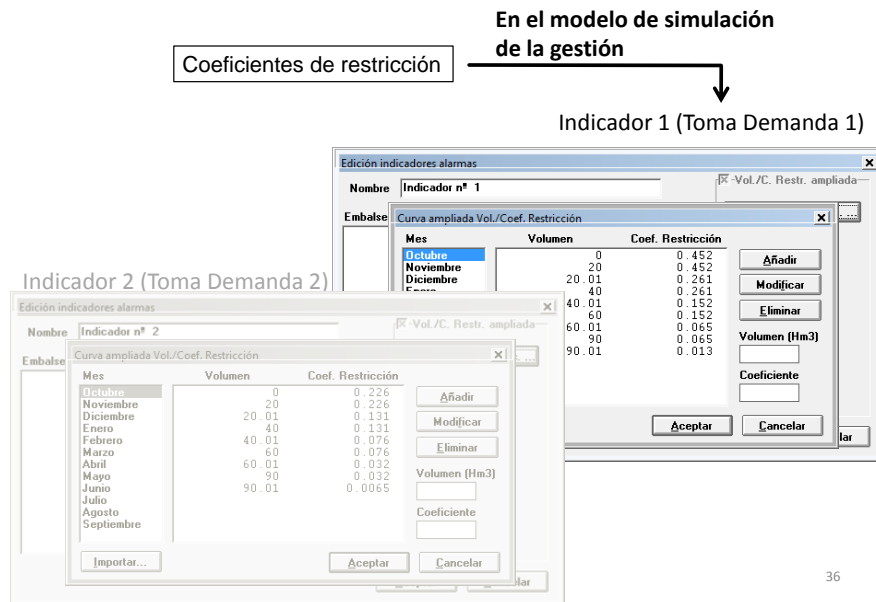 En el modelo de simulación
de la gestión
Coeficientes de restricción
Indicador 1 (Toma Demanda 1)
Edición indicadores alarmas
Nombre Indicador nº 1
Vol./C. Restr. ampliada
Embalse
Curva ampliada Vol./Coef. Restricción
Mes Volumen Coef. Restricción
Octubre 0 0.452
Noviembre 20 0.452
Diciembre 20.01 0.261
Enero 40 0.261
40.01 0.152
60 0.152
60.01 0.065
90 0.065
90.01 0.013
Añadir
Modificar
Eliminar
Volumen (Hm3)
Coeficiente
Aceptar Cancelar
lar
Indicador 2 (Toma Demanda 2)
Edición indicadores alarmas
Nombre Indicador nº 2
Vol./C. Restr. ampliada
Embalse
Curva ampliada Vol./Coef. Restricción
Mes Volumen Coef. Restricción
Octubre 0 0.226
Noviembre 20 0.226
Diciembre 20.01 0.131
Enero 40 0.131
Febrero 40.01 0.076
Marzo 60 0.076
Abril 60.01 0.032
Mayo 90 0.032
Junio 90.01 0.0065
Julio
Agosto
Septiembre
Añadir
Modificar
Eliminar
Volumen (Hm3)
Coeficiente
Importar... Aceptar Cancelar
lar
36